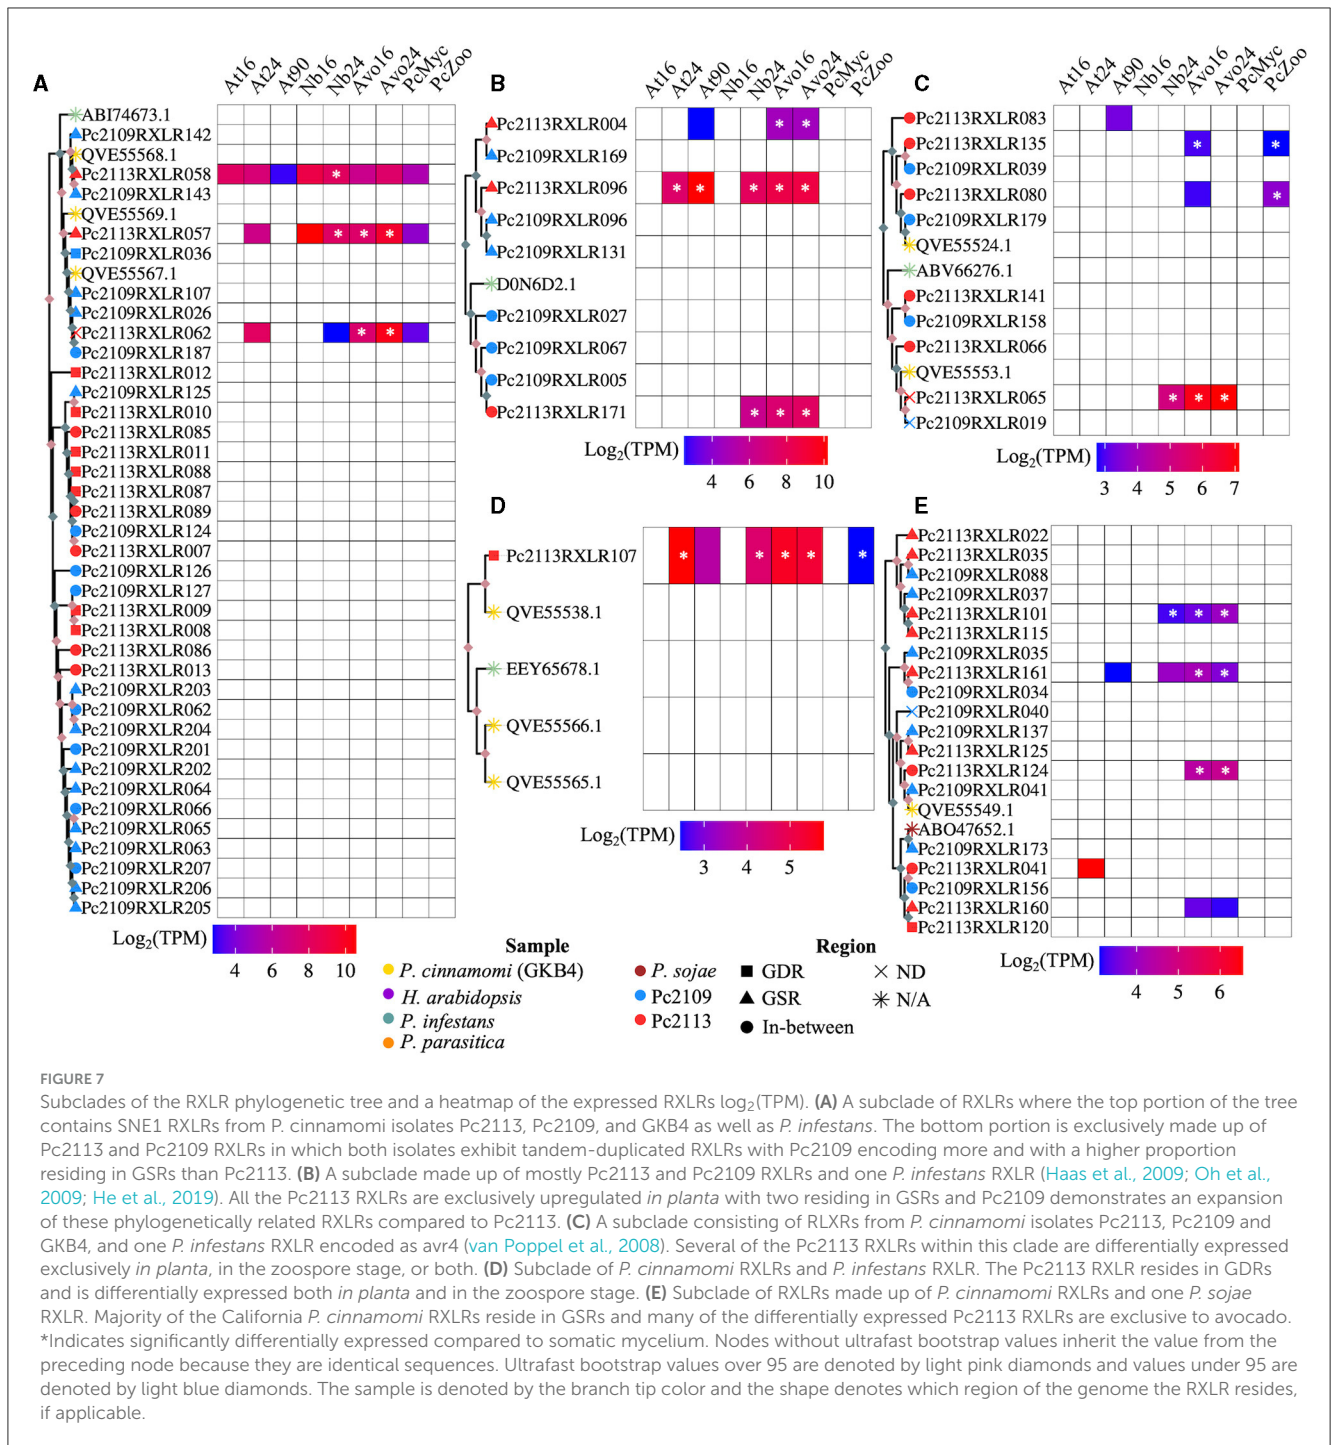 A
At16
At24
At90
Nb16
Nb24
Avo16
Avo24
PcMyc
PcZoo
ABI74673.1
Pc2109RXLR142
QVE55568.1
Pc2113RXLR058
Pc2109RXLR143
QVE55569.1
Pc2113RXLR057
Pc2109RXLR036
QVE55567.1
Pc2109RXLR107
Pc2109RXLR026
Pc2113RXLR062
Pc2109RXLR187
Pc2113RXLR012
Pc2109RXLR125
Pc2113RXLR010
Pc2113RXLR085
Pc2113RXLR011
Pc2113RXLR088
Pc2113RXLR087
Pc2113RXLR089
Pc2109RXLR124
Pc2113RXLR007
Pc2109RXLR126
Pc2109RXLR127
Pc2113RXLR009
Pc2113RXLR008
Pc2113RXLR086
Pc2113RXLR013
Pc2109RXLR203
Pc2109RXLR062
Pc2109RXLR204
Pc2109RXLR201
Pc2109RXLR202
Pc2109RXLR064
Pc2109RXLR066
Pc2109RXLR065
Pc2109RXLR063
Pc2109RXLR207
Pc2109RXLR206
Pc2109RXLR205
* 
* * *
* *
Log₂(TPM)
4 6 8 10
B
At16
At24
At90
Nb16
Nb24
Avo16
Avo24
PcMyc
PcZoo
Pc2113RXLR004 * *
Pc2109RXLR169
Pc2113RXLR096 * * * * *
Pc2109RXLR096
Pc2109RXLR131
D0N6D2.1
Pc2109RXLR027
Pc2109RXLR067
Pc2109RXLR005
Pc2113RXLR171 * * *
Log₂(TPM)
4 6 8 10
C
At16
At24
At90
Nb16
Nb24
Avo16
Avo24
PcMyc
PcZoo
Pc2113RXLR083
Pc2113RXLR135 * *
Pc2109RXLR039
Pc2113RXLR080 *
Pc2109RXLR179
QVE55524.1
ABV66276.1
Pc2113RXLR141
Pc2109RXLR158
Pc2113RXLR066
QVE55553.1
Pc2113RXLR065 * * *
Pc2109RXLR019
Log₂(TPM)
3 4 5 6 7
D
Pc2113RXLR107 * * * * *
QVE55538.1
EEY65678.1
QVE55566.1
QVE55565.1
Log₂(TPM)
3 4 5
E
Pc2113RXLR022
Pc2113RXLR035
Pc2109RXLR088
Pc2109RXLR037
Pc2113RXLR101 * * *
Pc2113RXLR115
Pc2109RXLR035
Pc2113RXLR161 * *
Pc2109RXLR034
Pc2109RXLR040
Pc2109RXLR137
Pc2113RXLR125
Pc2113RXLR124 * *
Pc2109RXLR041
QVE55549.1
ABO47652.1
Pc2109RXLR173
Pc2113RXLR041
Pc2109RXLR156
Pc2113RXLR160
Pc2113RXLR120
Log₂(TPM)
4 5 6
Sample
P. cinnamomi (GKB4)
H. arabidopsis
P. infestans
P. parasitica
P. sojae
Pc2109
Pc2113
Region
GDR
GSR
In-between
ND
N/A
FIGURE 7
Subclades of the RXLR phylogenetic tree and a heatmap of the expressed RXLRs log₂(TPM). (A) A subclade of RXLRs where the top portion of the tree
contains SNE1 RXLRs from P. cinnamomi isolates Pc2113, Pc2109, and GKB4 as well as P. infestans. The bottom portion is exclusively made up of
Pc2113 and Pc2109 RXLRs in which both isolates exhibit tandem-duplicated RXLRs with Pc2109 encoding more and with a higher proportion
residing in GSRs than Pc2113. (B) A subclade made up of mostly Pc2113 and Pc2109 RXLRs and one P. infestans RXLR (Haas et al., 2009; Oh et al.,
2009; He et al., 2019). All the Pc2113 RXLRs are exclusively upregulated in planta with two residing in GSRs and Pc2109 demonstrates an expansion
of these phylogenetically related RXLRs compared to Pc2113. (C) A subclade consisting of RLXRs from P. cinnamomi isolates Pc2113, Pc2109 and
GKB4, and one P. infestans RXLR encoded as avr4 (van Poppel et al., 2008). Several of the Pc2113 RXLRs within this clade are differentially expressed
exclusively in planta, in the zoospore stage, or both. (D) Subclade of P. cinnamomi RXLRs and P. infestans RXLR. The Pc2113 RXLR resides in GDRs
and is differentially expressed both in planta and in the zoospore stage. (E) Subclade of RXLRs made up of P. cinnamomi RXLRs and one P. sojae
RXLR. Majority of the California P. cinnamomi RXLRs reside in GSRs and many of the differentially expressed Pc2113 RXLRs are exclusive to avocado.
*Indicates significantly differentially expressed compared to somatic mycelium. Nodes without ultrafast bootstrap values inherit the value from the
preceding node because they are identical sequences. Ultrafast bootstrap values over 95 are denoted by light pink diamonds and values under 95 are
denoted by light blue diamonds. The sample is denoted by the branch tip color and the shape denotes which region of the genome the RXLR resides,
if applicable.